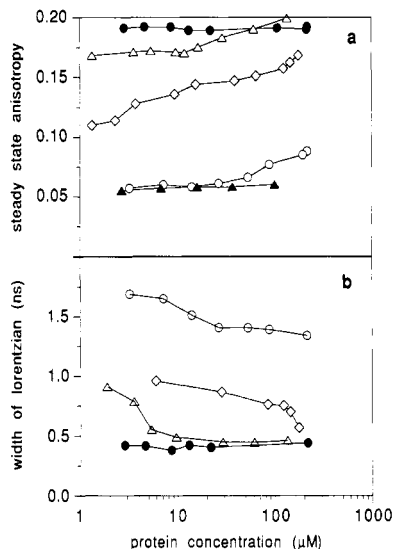 0.20
a
0.15
0.10
0.05
steady state anisotropy
b
1.5
1.0
0.5
0.0
width of lorentzian (ns)
1 10 100 1000
protein concentration (μM)